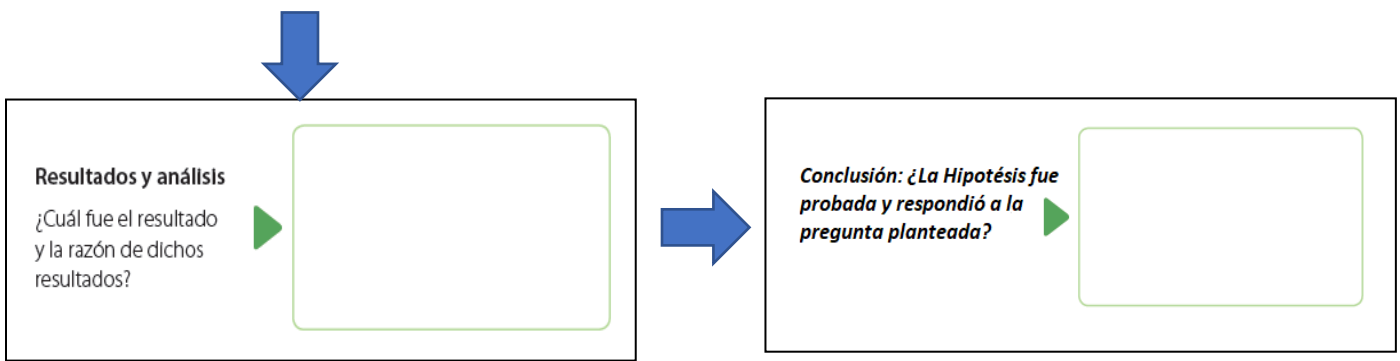 Resultados y análisis
¿Cuál fue el resultado
y la razón de dichos
resultados?
Conclusión: ¿La Hipotésis fue
probada y respondió a la
pregunta planteada?